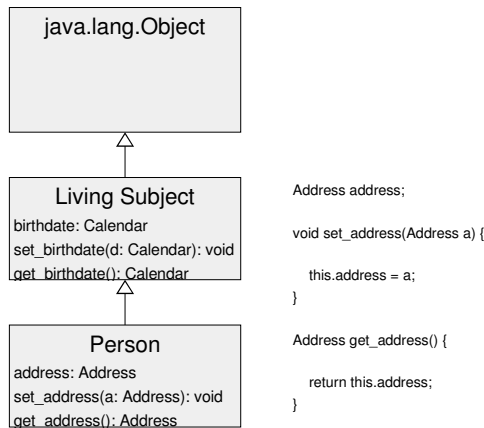 java.lang.Object
Living Subject
birthdate: Calendar
set_birthdate(d: Calendar): void
get_birthdate(): Calendar
Person
address: Address
set_address(a: Address): void
get_address(): Address
Address address;
void set_address(Address a) {
this.address = a;
}
Address get_address() {
return this.address;
}